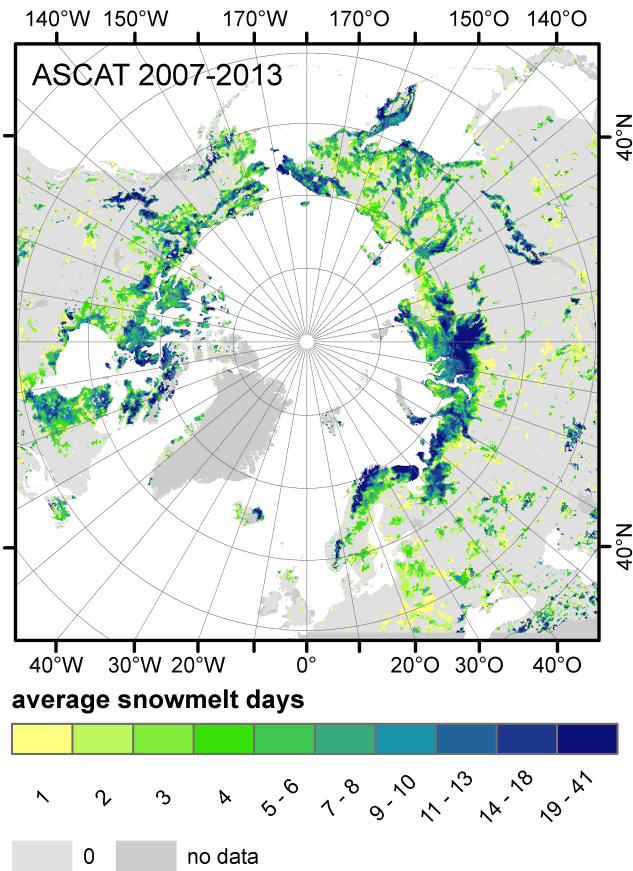 140°W 150°W 170°W 170°O 150°O 140°O
ASCAT 2007-2013
40°N
40°N
40°W 30°W 20°W 0° 20°O 30°O 40°O
average snowmelt days
1 2 3 4 5 - 6 7 - 8 9 - 10 11 - 13 14 - 18 19 - 41
0 no data